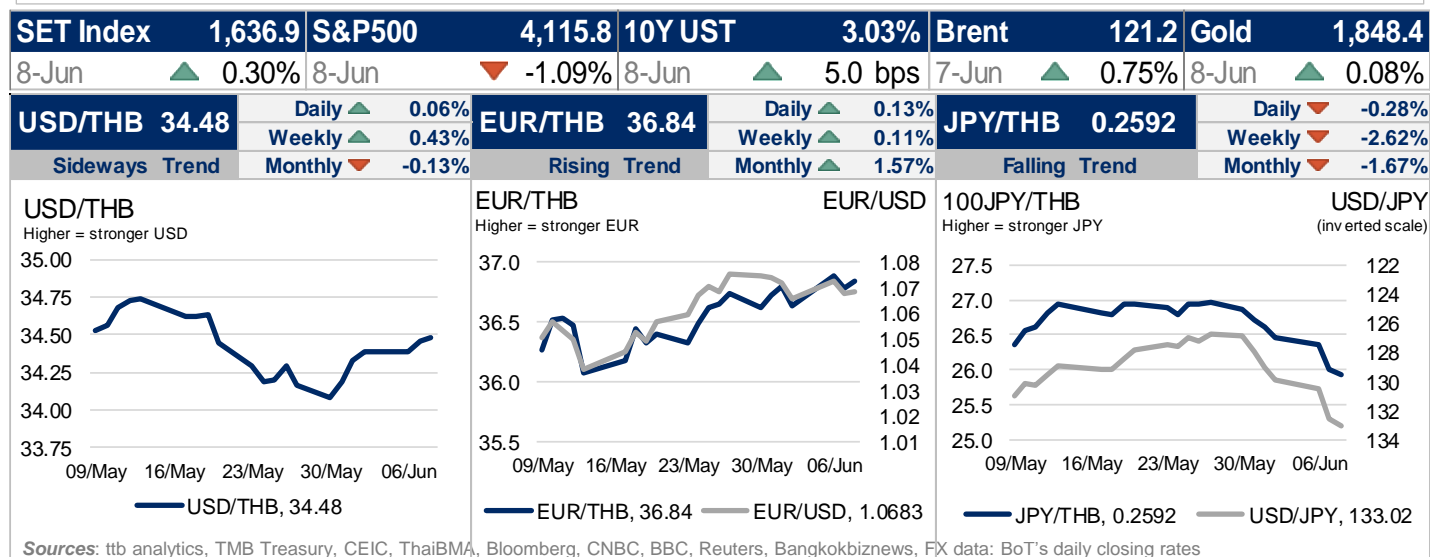 SET Index 1,636.9 S&P500 4,115.8 10Y UST 3.03% Brent 121.2 Gold 1,848.4
8-Jun 0.30% 8-Jun -1.09% 8-Jun 5.0 bps 7-Jun 0.75% 8-Jun 0.08%
USD/THB 34.48
Daily 0.06%
Weekly 0.43%
Sideways Trend Monthly -0.13%
EUR/THB 36.84
Daily 0.13%
Weekly 0.11%
Rising Trend Monthly 1.57%
JPY/THB 0.2592
Daily -0.28%
Weekly -2.62%
Falling Trend Monthly -1.67%
USD/THB
Higher = stronger USD
35.00
34.75
34.50
34.25
34.00
33.75
09/May 16/May 23/May 30/May 06/Jun
USD/THB, 34.48
EUR/THB EUR/USD
Higher = stronger EUR
37.0 1.08
1.07
36.5 1.06
1.05
1.04
36.0 1.03
1.02
35.5 1.01
09/May 16/May 23/May 30/May 06/Jun
EUR/THB, 36.84 EUR/USD, 1.0683
100JPY/THB USD/JPY
Higher = stronger JPY (inverted scale)
27.5 122
27.0 124
26.5 126
26.0 128
25.5 130
25.0 132
134
09/May 16/May 23/May 30/May 06/Jun
JPY/THB, 0.2592 USD/JPY, 133.02
Sources: ttb analytics, TMB Treasury, CEIC, ThaiBMA, Bloomberg, CNBC, BBC, Reuters, Bangkokbiznews, FX data: BoT's daily closing rates